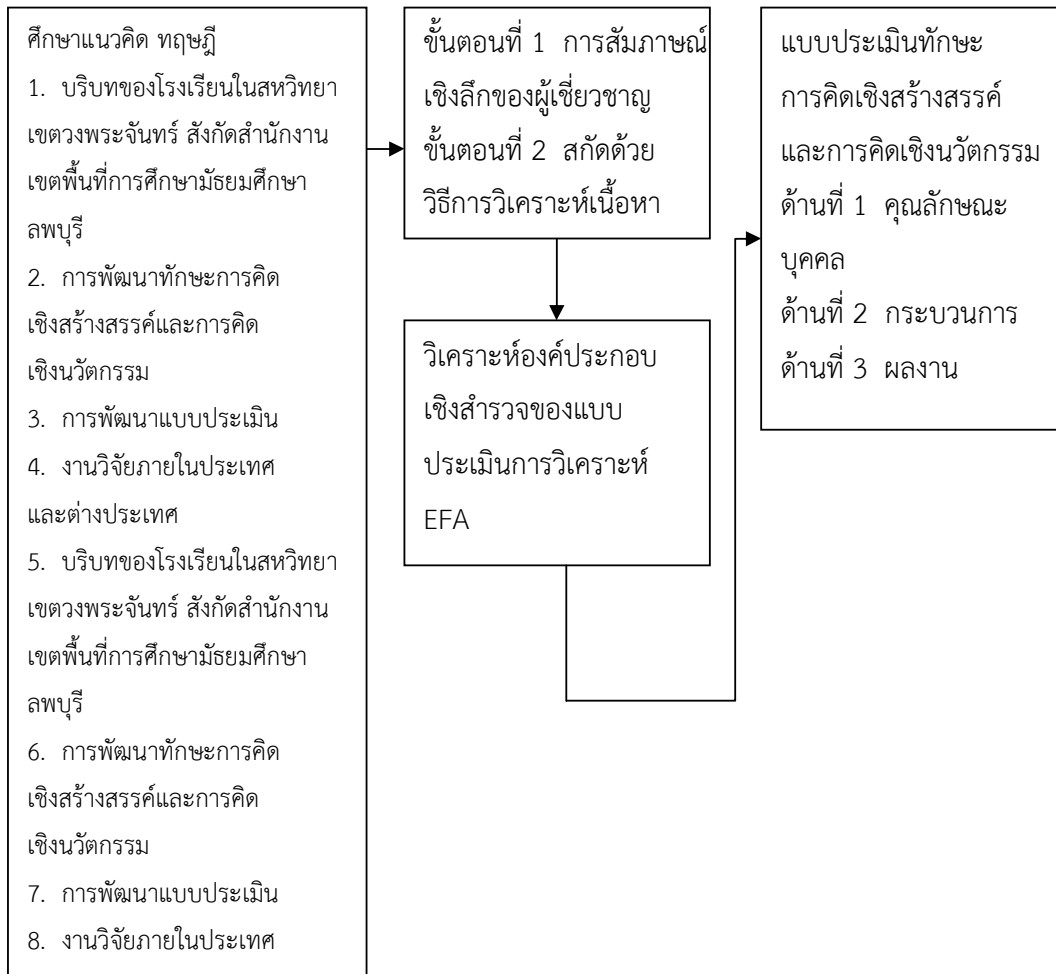 ศึกษาแนวคิด ทฤษฎี
1. บริบทของโรงเรียนในสหวิทยา
เขตวงพระจันทร์ สังกัดสำนักงาน
เขตพื้นที่การศึกษามัธยมศึกษา
ลพบุรี
2. การพัฒนาทักษะการคิด
เชิงสร้างสรรค์และการคิด
เชิงนวัตกรรม
3. การพัฒนาแบบประเมิน
4. งานวิจัยภายในประเทศ
และต่างประเทศ
5. บริบทของโรงเรียนในสหวิทยา
เขตวงพระจันทร์ สังกัดสำนักงาน
เขตพื้นที่การศึกษามัธยมศึกษา
ลพบุรี
6. การพัฒนาทักษะการคิด
เชิงสร้างสรรค์และการคิด
เชิงนวัตกรรม
7. การพัฒนาแบบประเมิน
8. งานวิจัยภายในประเทศ
ขั้นตอนที่ 1 การสัมภาษณ์
เชิงลึกของผู้เชี่ยวชาญ
ขั้นตอนที่ 2 สกัดด้วย
วิธีการวิเคราะห์เนื้อหา
วิเคราะห์องค์ประกอบ
เชิงสำรวจของแบบ
ประเมินการวิเคราะห์
EFA
แบบประเมินทักษะ
การคิดเชิงสร้างสรรค์
และการคิดเชิงนวัตกรรม
ด้านที่ 1 คุณลักษณะ
บุคคล
ด้านที่ 2 กระบวนการ
ด้านที่ 3 ผลงาน